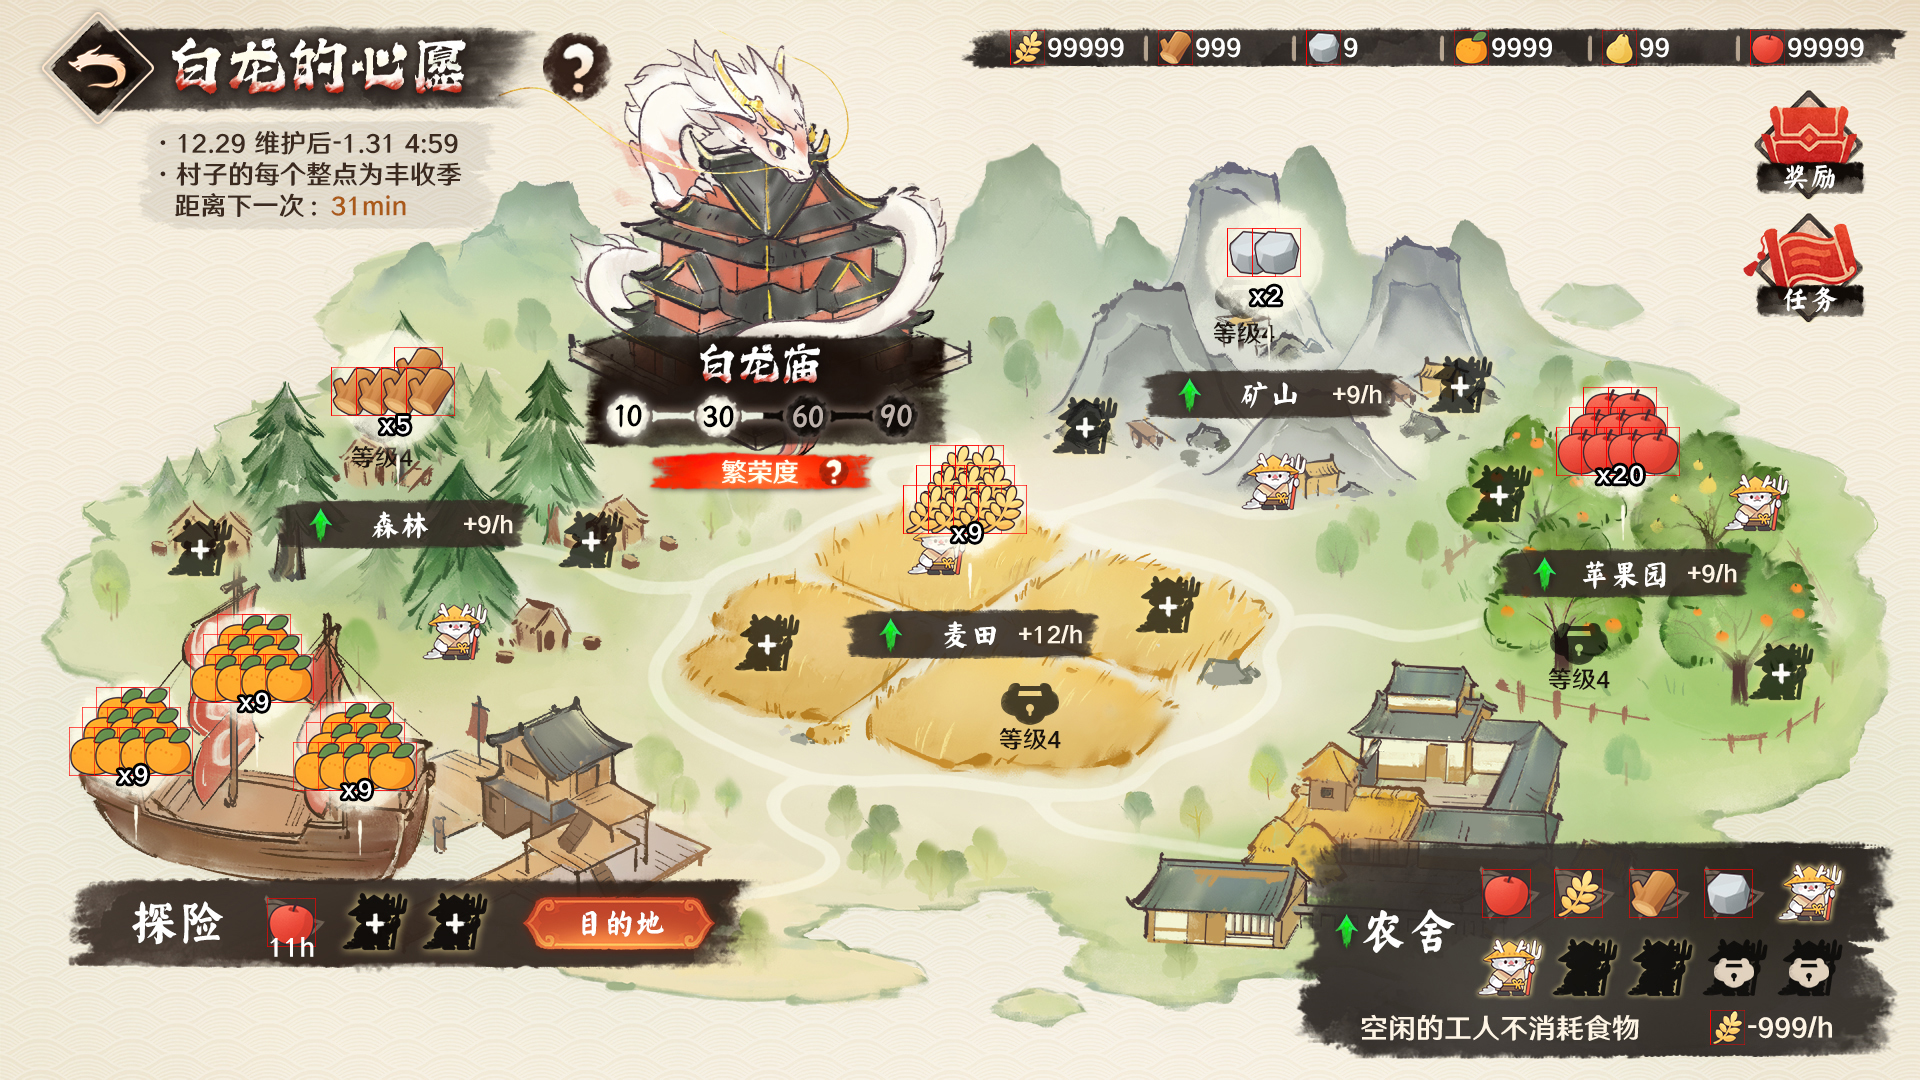 白龙的心愿
?
99999
999
9
9999
99
99999
· 12.29 维护后-1.31 4:59
· 村子的每个整点为丰收季
距离下一次：31min
奖励
任务
x2
等级4
白龙庙
10
30
60
90
繁荣度 ?
矿山 +9/h
x5
等级4
x20
森林 +9/h
x9
苹果园 +9/h
麦田 +12/h
等级4
等级4
x9
x9
x9
探险
11h
目的地
农舍
空闲的工人不消耗食物
-999/h